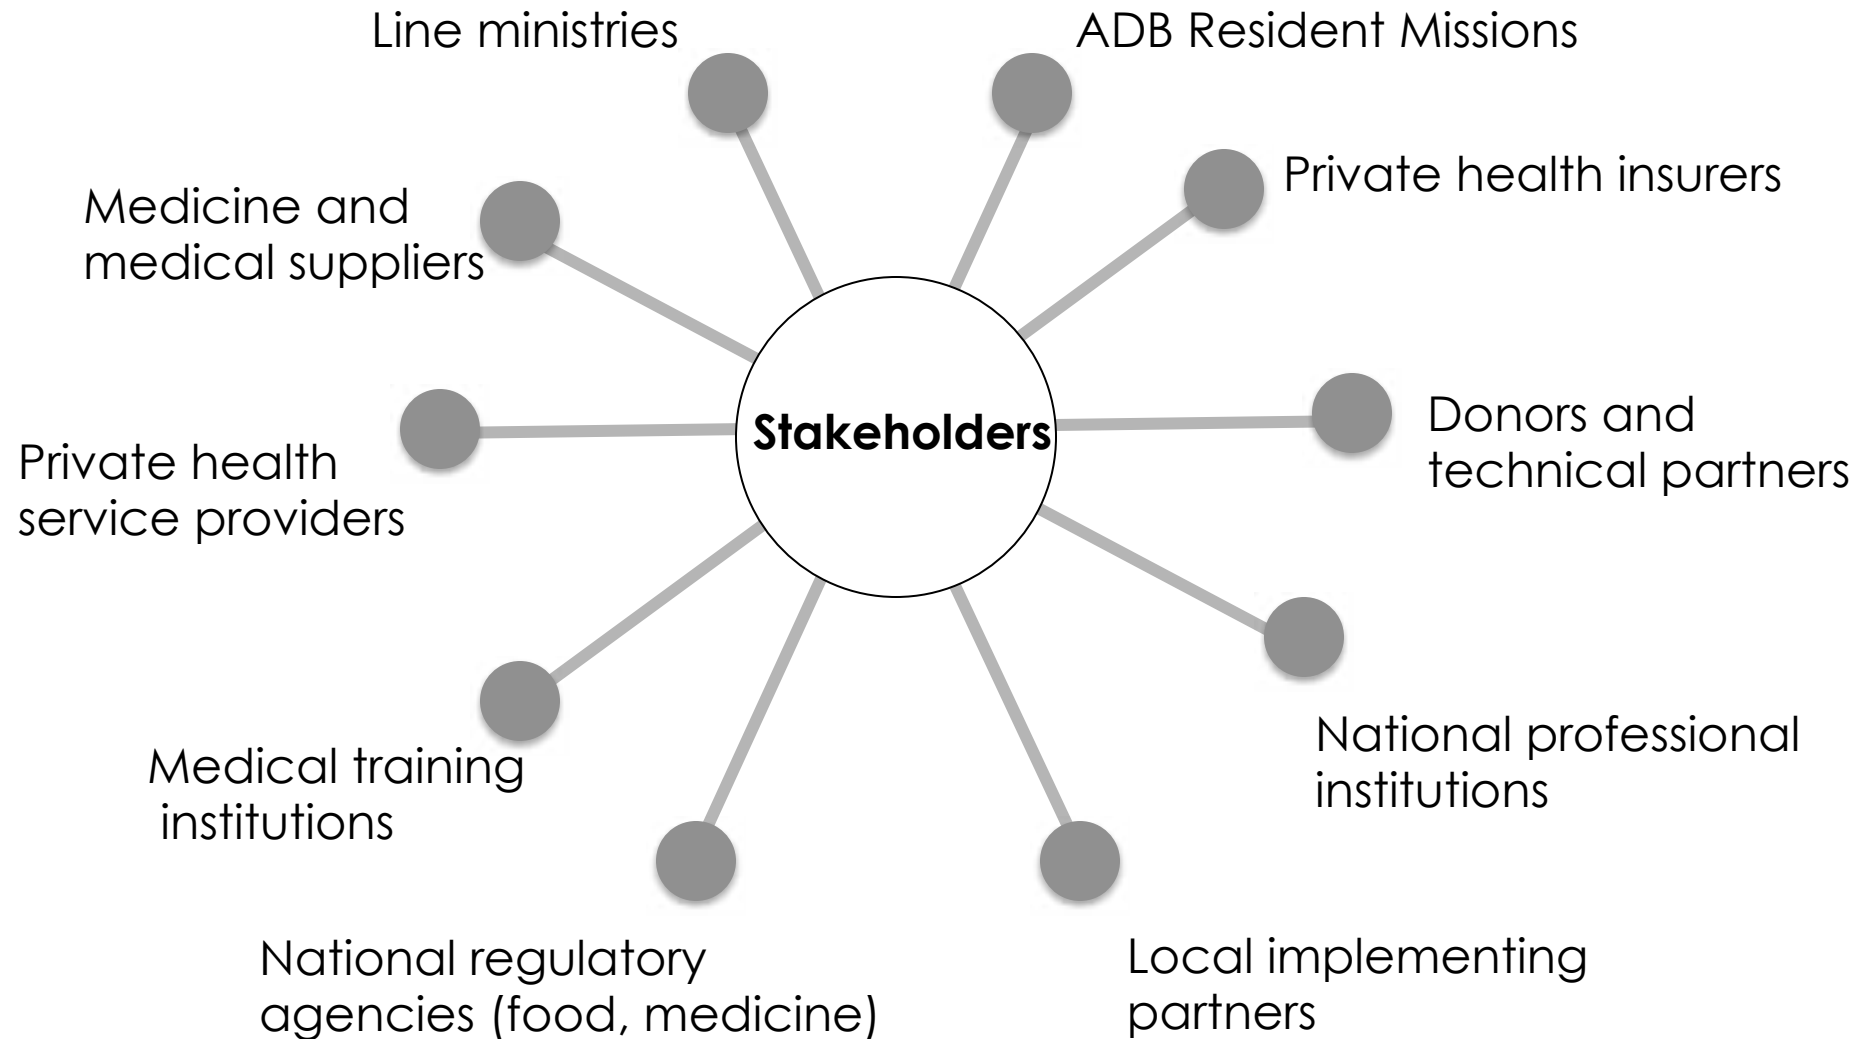 Line ministries
ADB Resident Missions
Private health insurers
Medicine and
medical suppliers
Stakeholders
Donors and
technical partners
Private health
service providers
National professional
institutions
Medical training
institutions
National regulatory
agencies (food, medicine)
Local implementing
partners